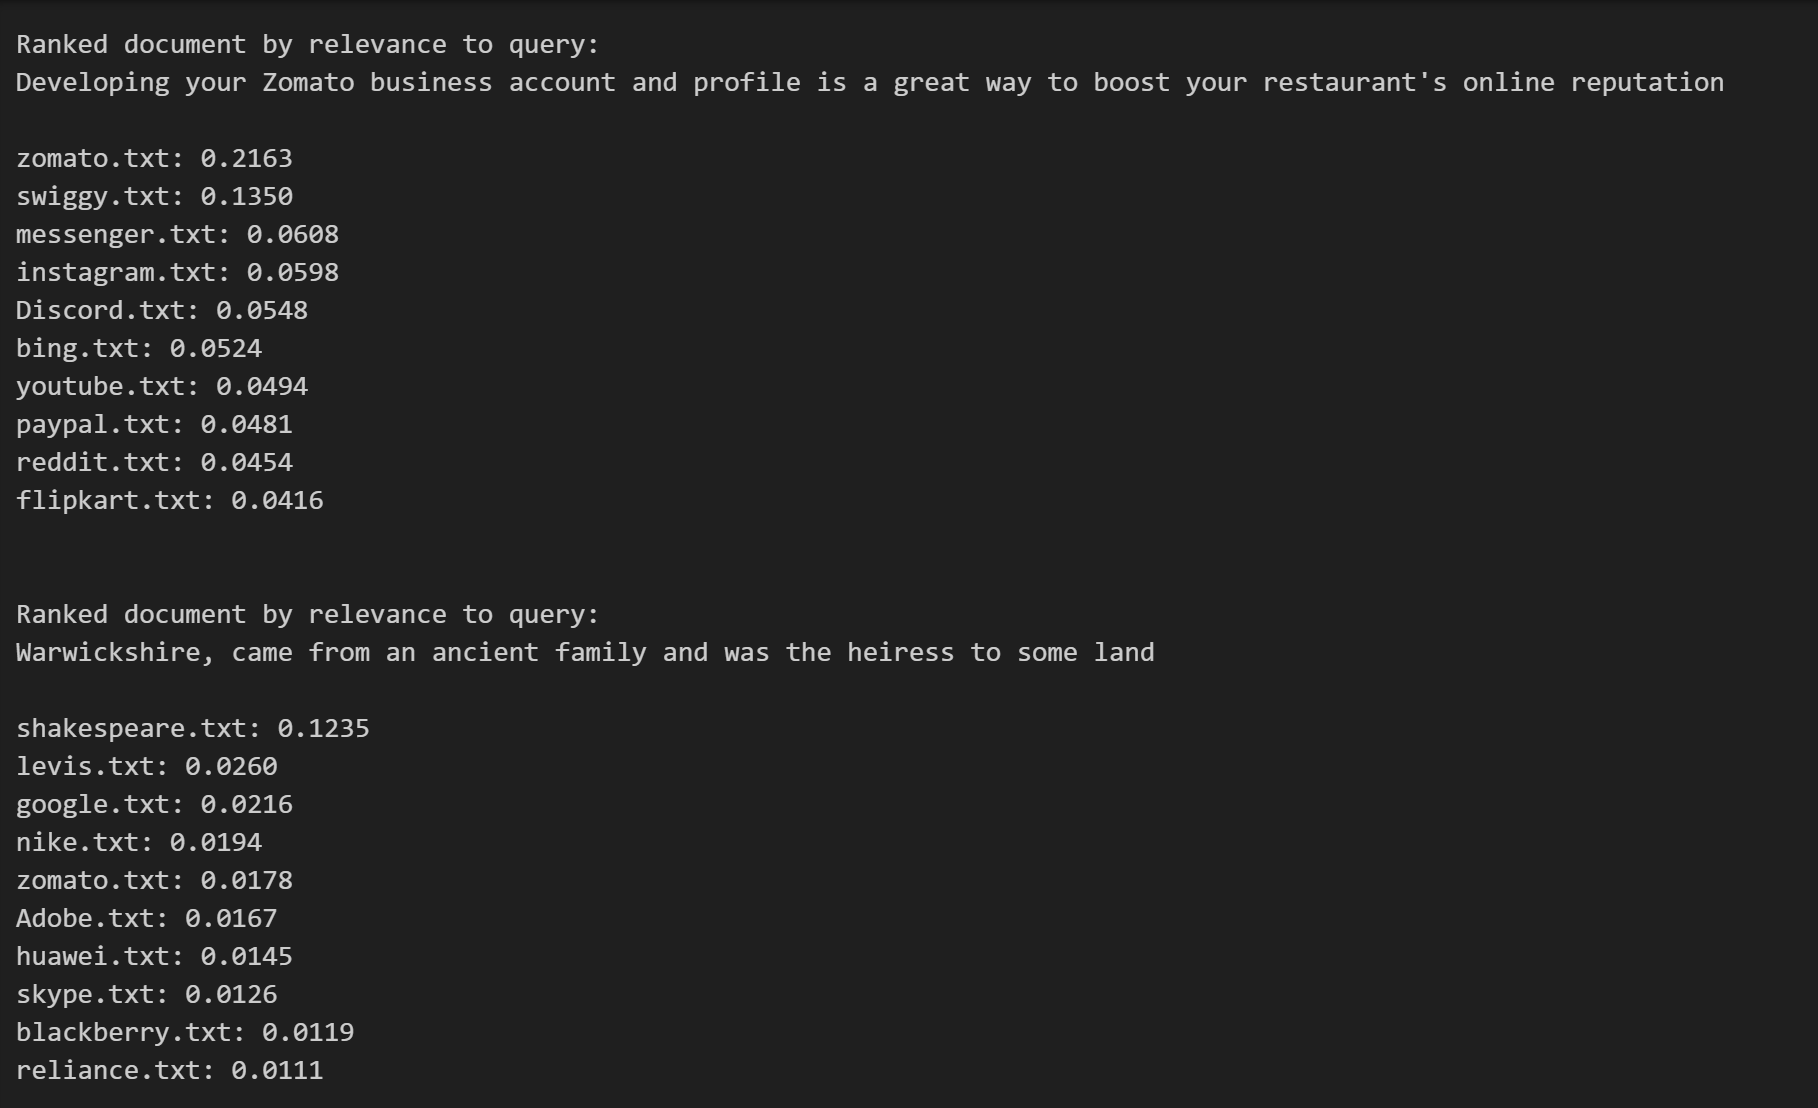 Ranked document by relevance to query:
Developing your Zomato business account and profile is a great way to boost your restaurant's online reputation
zomato.txt: 0.2163
swiggy.txt: 0.1350
messenger.txt: 0.0608
instagram.txt: 0.0598
Discord.txt: 0.0548
bing.txt: 0.0524
youtube.txt: 0.0494
paypal.txt: 0.0481
reddit.txt: 0.0454
flipkart.txt: 0.0416
Ranked document by relevance to query:
Warwickshire, came from an ancient family and was the heiress to some land
shakespeare.txt: 0.1235
levis.txt: 0.0260
google.txt: 0.0216
nike.txt: 0.0194
zomato.txt: 0.0178
Adobe.txt: 0.0167
huawei.txt: 0.0145
skype.txt: 0.0126
blackberry.txt: 0.0119
reliance.txt: 0.0111